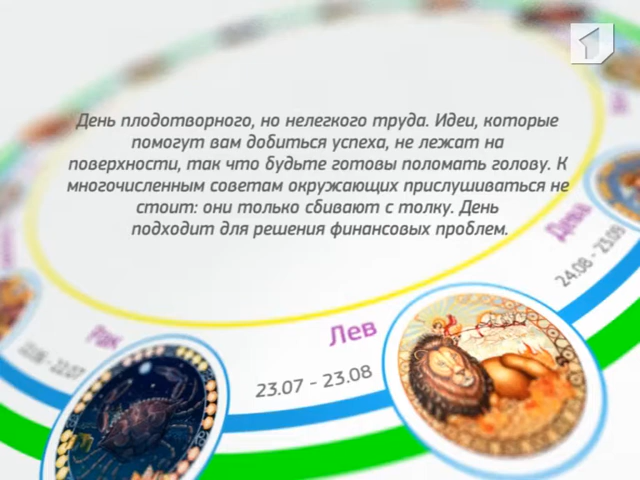 День плодотворного, но нелегкого труда. Идеи, которые
помогут вам добиться успеха, не лежат на
поверхности, так что будьте готовы поломать голову. К
многочисленным советам окружающих прислушиваться не
стоит: они только сбивают с толку. День
подходит для решения финансовых проблем.
Дева
24.08 - 23.09
Лев
23.07 - 23.08
Рак